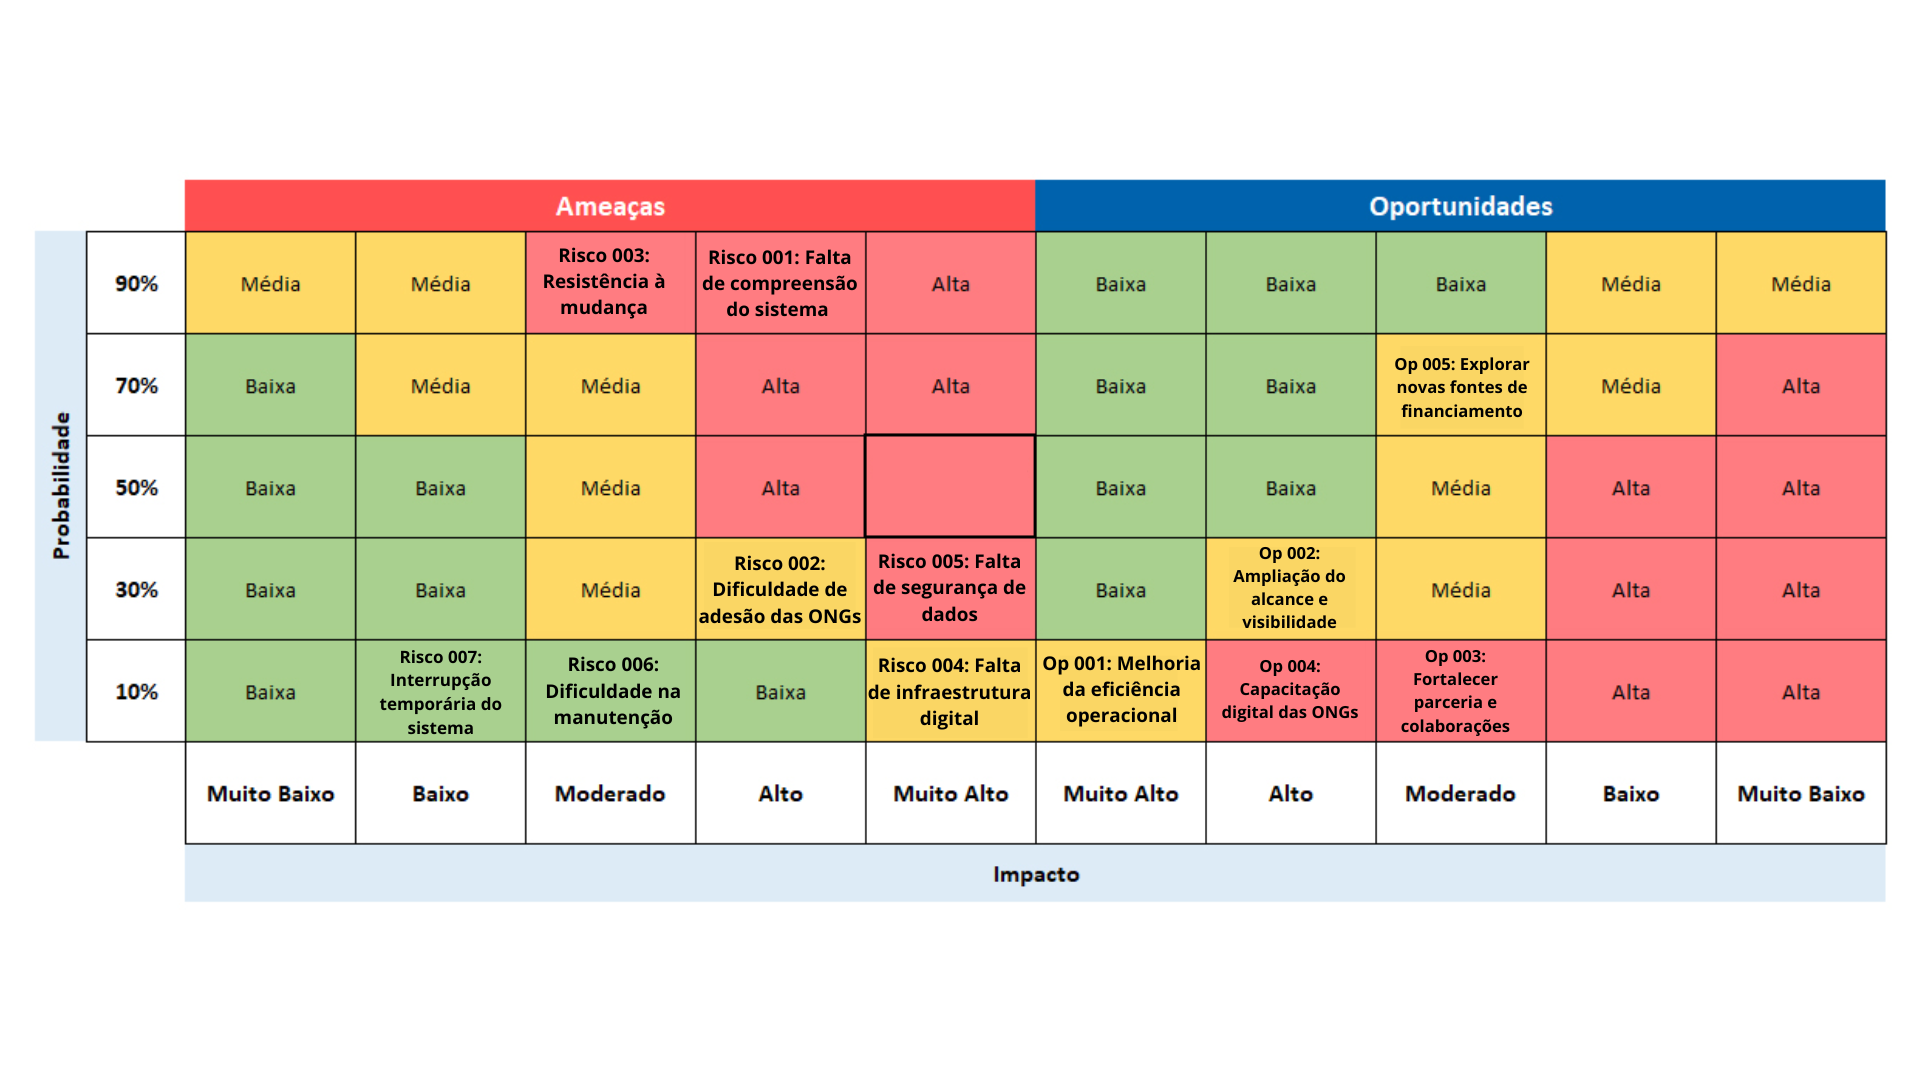 Ameaças
Oportunidades
Probabilidade
90%
Média
Média
Risco 003:
Resistência à
mudança
Risco 001: Falta
de compreensão
do sistema
Alta
Baixa
Baixa
Baixa
Média
Média
70%
Baixa
Média
Média
Alta
Alta
Baixa
Baixa
Op 005: Explorar
novas fontes de
financiamento
Média
Alta
50%
Baixa
Baixa
Média
Alta
Baixa
Baixa
Média
Alta
Alta
30%
Baixa
Baixa
Média
Risco 002:
Dificuldade de
adesão das ONGs
Risco 005: Falta
de segurança de
dados
Baixa
Op 002:
Ampliação do
alcance e
visibilidade
Média
Alta
Alta
10%
Baixa
Risco 007:
Interrupção
temporária do
sistema
Risco 006:
Dificuldade na
manutenção
Baixa
Risco 004: Falta
de infraestrutura
digital
Op 001: Melhoria
da eficiência
operacional
Op 004:
Capacitação
digital das ONGs
Op 003:
Fortalecer
parceria e
colaborações
Alta
Alta
Muito Baixo
Baixo
Moderado
Alto
Muito Alto
Muito Alto
Alto
Moderado
Baixo
Muito Baixo
Impacto